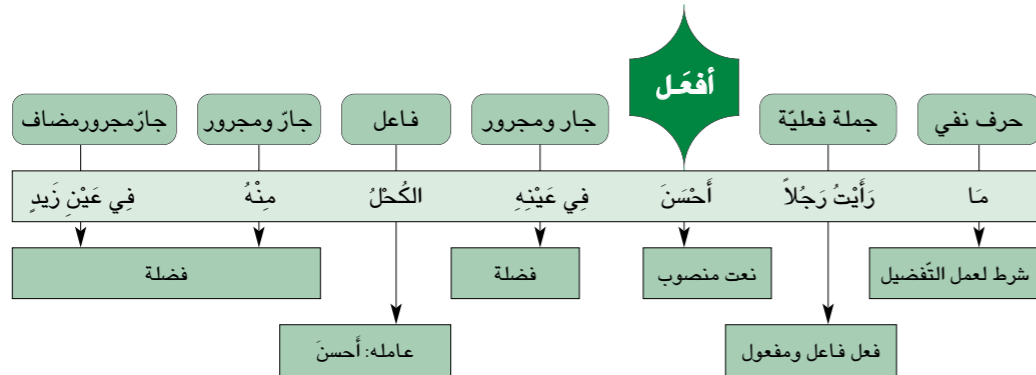 أفعَل
حرف نفي
جملة فعليّة
جار ومجرور
فاعل
جارّ ومجرور
جارّمجرورمضاف
مَا رَأَيْتُ رَجُلاً أَحْسَنَ فِي عَيْنِهِ الكُحْلُ مِنْهُ فِي عَيْنِ زَيدٍ
شرط لعمل التّفضيل
نعت منصوب
فضلة
فضلة
فعل فاعل ومفعول
عامله: أَحسنَ